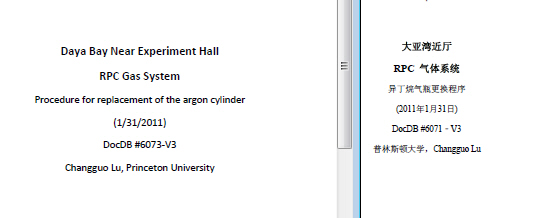 Daya Bay Near Experiment Hall
RPC Gas System
Procedure for replacement of the argon cylinder
(1/31/2011)
DocDB #6073-V3
Changguo Lu, Princeton University
大亚湾近厅
RPC 气体系统
异丁烷气瓶更换程序
(2011年1月31日)
DocDB #6071 - V3
普林斯顿大学，Changguo Lu